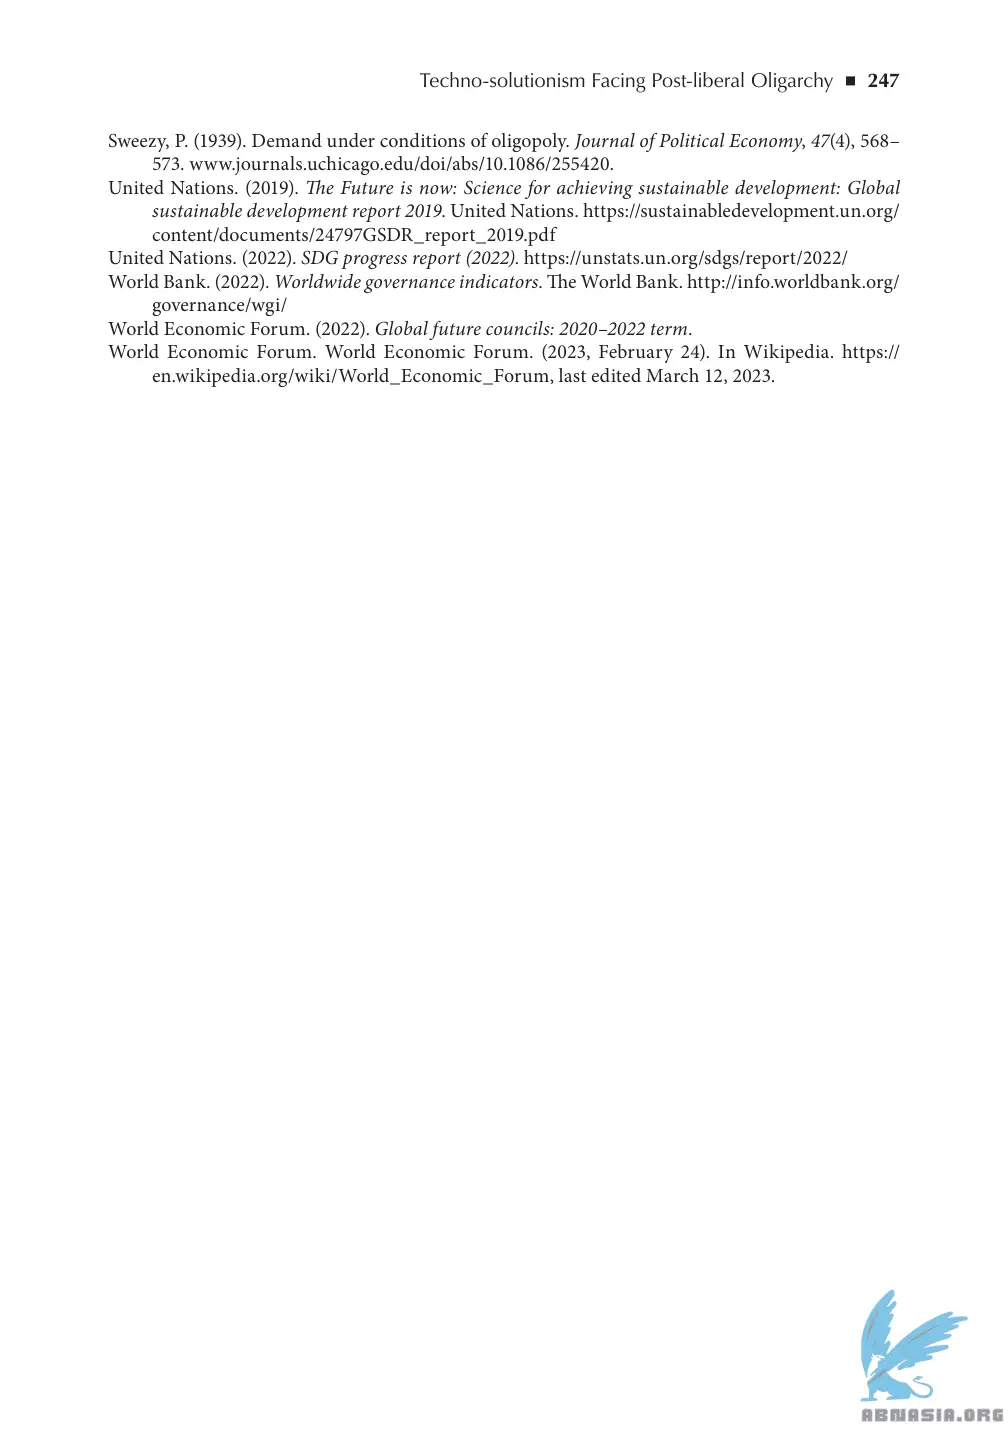 Techno-solutionism Facing Post-liberal Oligarchy ■ 247
Sweezy, P. (1939). Demand under conditions of oligopoly. Journal of Political Economy, 47(4), 568–
573. www.journals.uchicago.edu/doi/abs/10.1086/255420.
United Nations. (2019). The Future is now: Science for achieving sustainable development: Global
sustainable development report 2019. United Nations. https://sustainabledevelopment.un.org/
content/documents/24797GSDR_report_2019.pdf
United Nations. (2022). SDG progress report (2022). https://unstats.un.org/sdgs/report/2022/
World Bank. (2022). Worldwide governance indicators. The World Bank. http://info.worldbank.org/
governance/wgi/
World Economic Forum. (2022). Global future councils: 2020–2022 term.
World Economic Forum. World Economic Forum. (2023, February 24). In Wikipedia. https://
en.wikipedia.org/wiki/World_Economic_Forum, last edited March 12, 2023.
ABNASIA.ORG